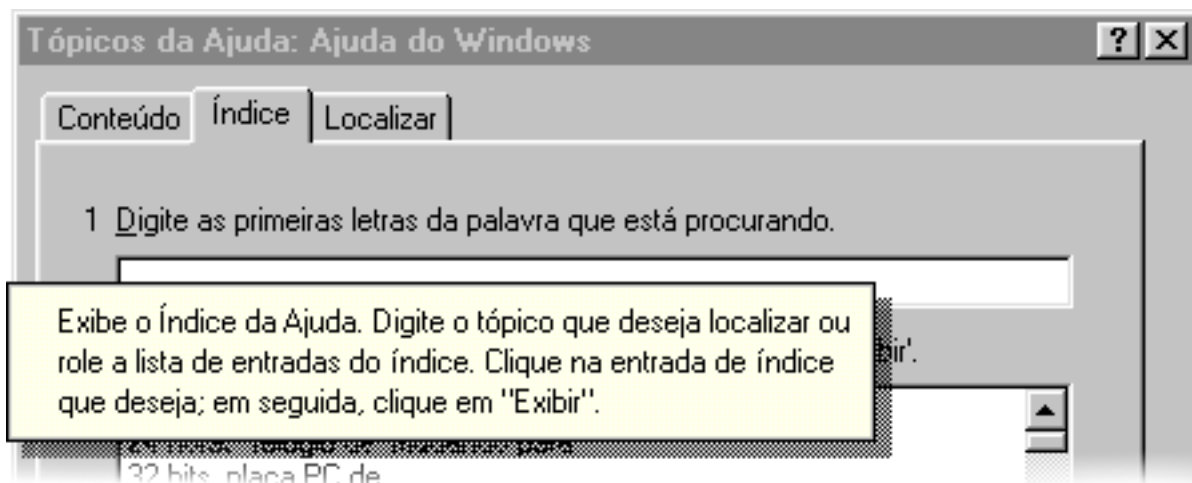 Tópicos da Ajuda: Ajuda do Windows
Conteúdo Índice Localizar
1 Digite as primeiras letras da palavra que está procurando.
Exibe o Índice da Ajuda. Digite o tópico que deseja localizar ou
role a lista de entradas do índice. Clique na entrada de índice
que deseja; em seguida, clique em "Exibir".
32 bits, placa PC de